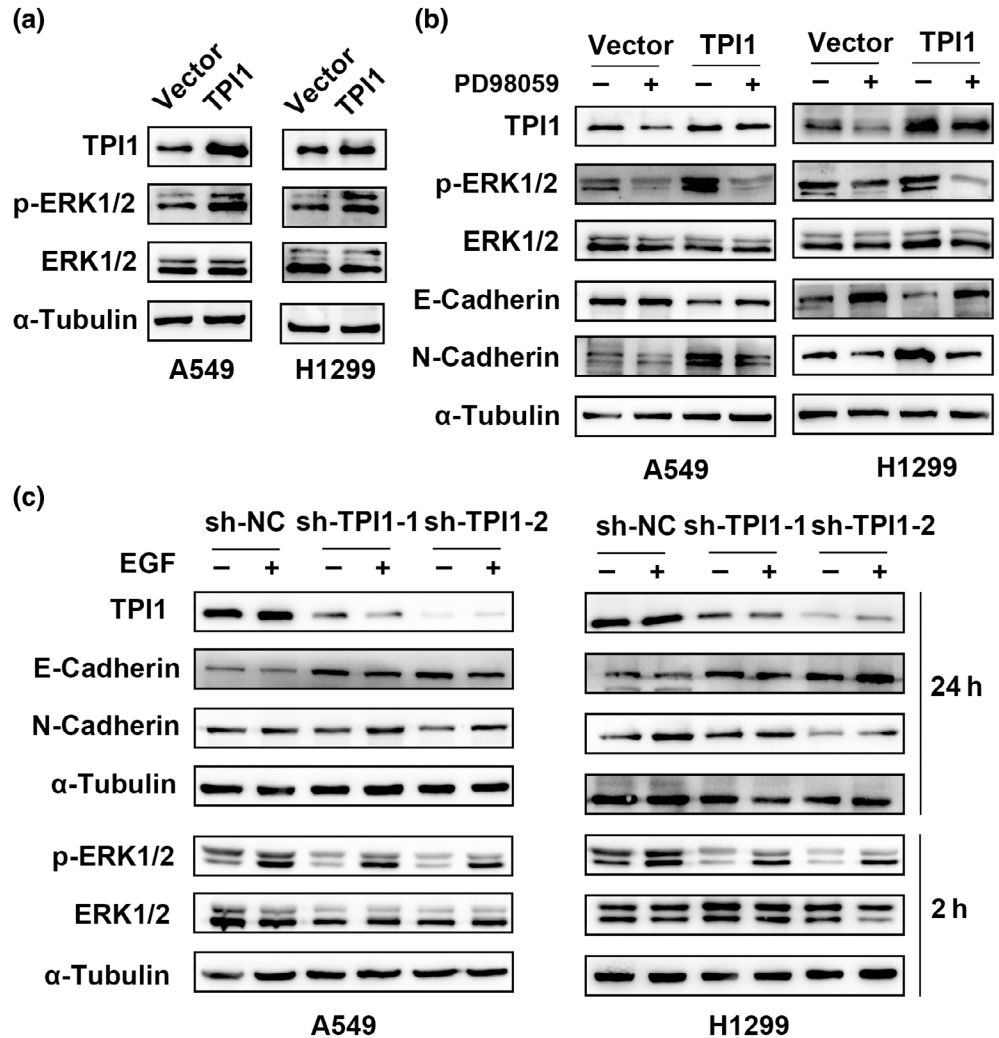 (a)
Vector TPI1 Vector TPI1
TPI1
p-ERK1/2
ERK1/2
α-Tubulin
A549 H1299
(b)
Vector TPI1 Vector TPI1
PD98059 − + − + − + − +
TPI1
p-ERK1/2
ERK1/2
E-Cadherin
N-Cadherin
α-Tubulin
A549 H1299
(c)
sh-NC sh-TPI1-1 sh-TPI1-2 sh-NC sh-TPI1-1 sh-TPI1-2
EGF − + − + − + − + − + − +
TPI1
E-Cadherin
N-Cadherin
α-Tubulin
24 h
p-ERK1/2
ERK1/2
α-Tubulin
2 h
A549 H1299